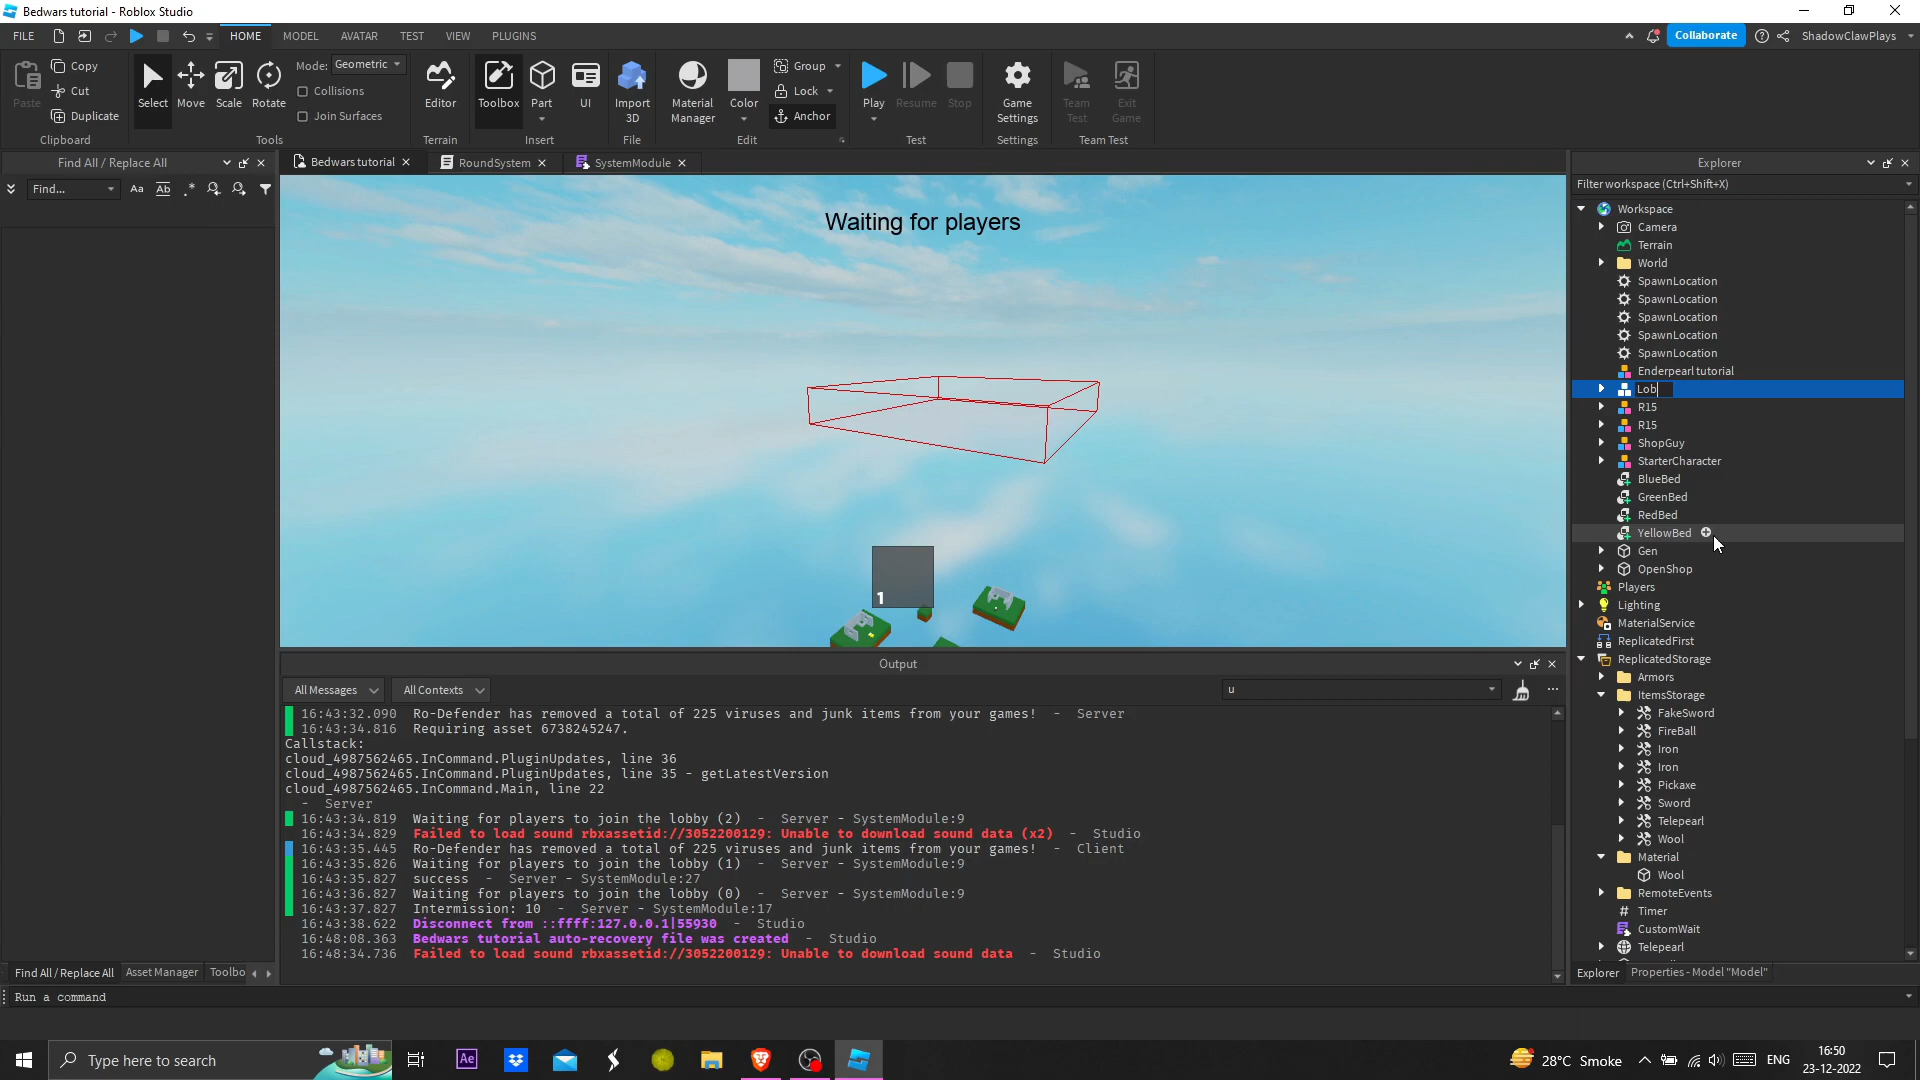 Bedwars tutorial - Roblox Studio
FILE HOME MODEL AVATAR TEST VIEW PLUGINS Collaborate ShadowClawPlays
Paste Copy Cut Duplicate Clipboard
Select Move Scale Rotate Mode: Geometric Collisions Join Surfaces Tools
Editor Terrain
Toolbox Part UI Insert
Import 3D File
Material Manager Color Group Lock Anchor Edit
Play Resume Stop Test
Game Settings Settings
Team Test Exit Game Team Test
Find All / Replace All
Find...
Aa Ab .*
Bedwars tutorial RoundSystem SystemModule
Waiting for players
1
Explorer
Filter workspace (Ctrl+Shift+X)
Workspace
Camera
Terrain
World
SpawnLocation
SpawnLocation
SpawnLocation
SpawnLocation
SpawnLocation
Enderpearl tutorial
Lob
R15
R15
ShopGuy
StarterCharacter
BlueBed
GreenBed
RedBed
YellowBed
Gen
OpenShop
Players
Lighting
MaterialService
ReplicatedFirst
ReplicatedStorage
Armors
ItemsStorage
FakeSword
FireBall
Iron
Iron
Pickaxe
Sword
Telepearl
Wool
Material
Wool
RemoteEvents
Timer
CustomWait
Telepearl
Output
All Messages All Contexts u
16:43:32.090 Ro-Defender has removed a total of 225 viruses and junk items from your games! - Server
16:43:34.816 Requiring asset 6738245247.
Callstack:
cloud_4987562465.InCommand.PluginUpdates, line 36
cloud_4987562465.InCommand.PluginUpdates, line 35 - getLatestVersion
cloud_4987562465.InCommand.Main, line 22
- Server
16:43:34.819 Waiting for players to join the lobby (2) - Server - SystemModule:9
16:43:34.829 Failed to load sound rbxassetid://3052200129: Unable to download sound data (x2) - Studio
16:43:35.445 Ro-Defender has removed a total of 225 viruses and junk items from your games! - Client
16:43:35.826 Waiting for players to join the lobby (1) - Server - SystemModule:9
16:43:35.827 success - Server - SystemModule:27
16:43:36.827 Waiting for players to join the lobby (0) - Server - SystemModule:9
16:43:37.827 Intermission: 10 - Server - SystemModule:17
16:43:38.622 Disconnect from ::ffff:127.0.0.1|55930 - Studio
16:48:08.363 Bedwars tutorial auto-recovery file was created - Studio
16:48:34.736 Failed to load sound rbxassetid://3052200129: Unable to download sound data - Studio
Find All / Replace All Asset Manager Toolbo
Explorer Properties - Model "Model"
Run a command
Type here to search
Ae
28°C Smoke ENG 16:50
23-12-2022